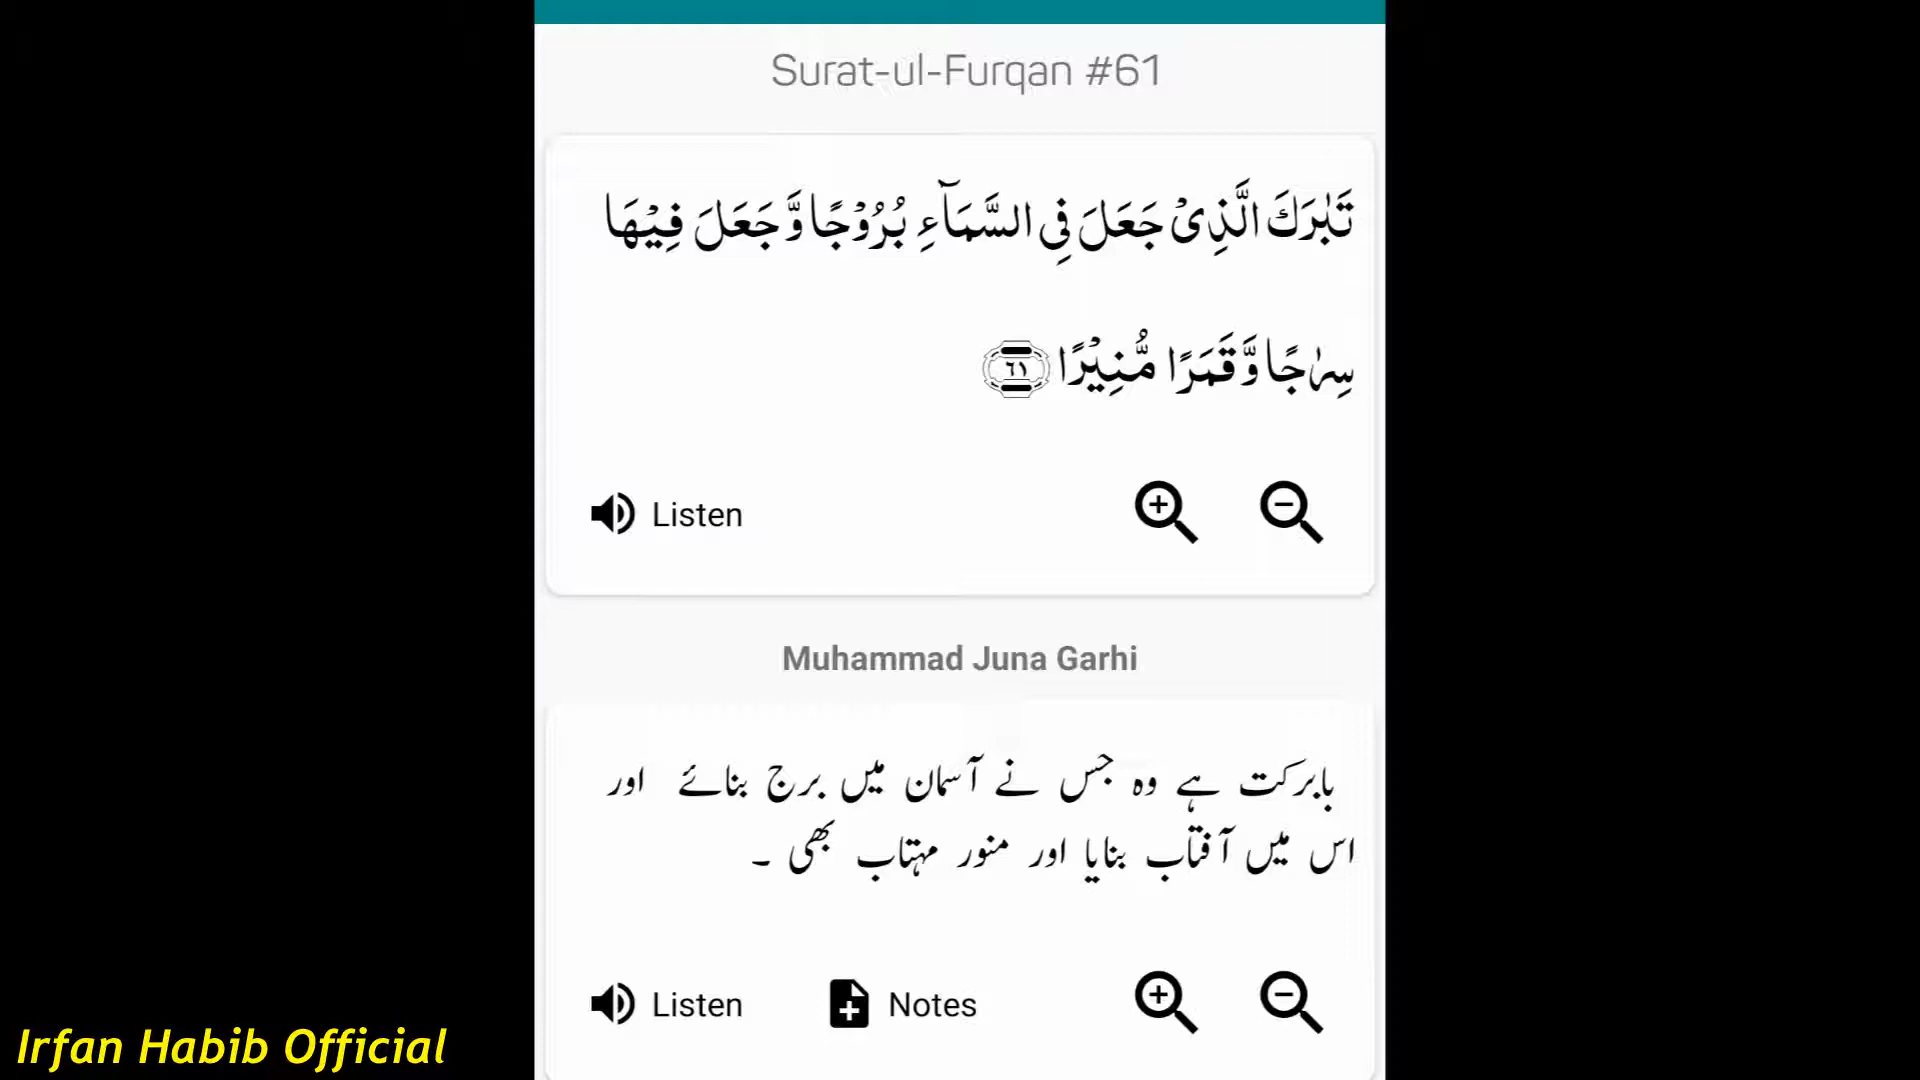 Surat-ul-Furqan #61
تَبٰرَكَ الَّذِىْ جَعَلَ فِى السَّمَآءِ بُرُوْجًا وَّ جَعَلَ فِيْهَا
سِرٰجًا وَّ قَمَرًا مُّنِيْرًا ٦١
Listen
Muhammad Juna Garhi
بابرکت ہے وہ جس نے آسمان میں برج بنائے اور
اس میں آفتاب بنایا اور منور مہتاب بھی ۔
Listen Notes
Irfan Habib Official